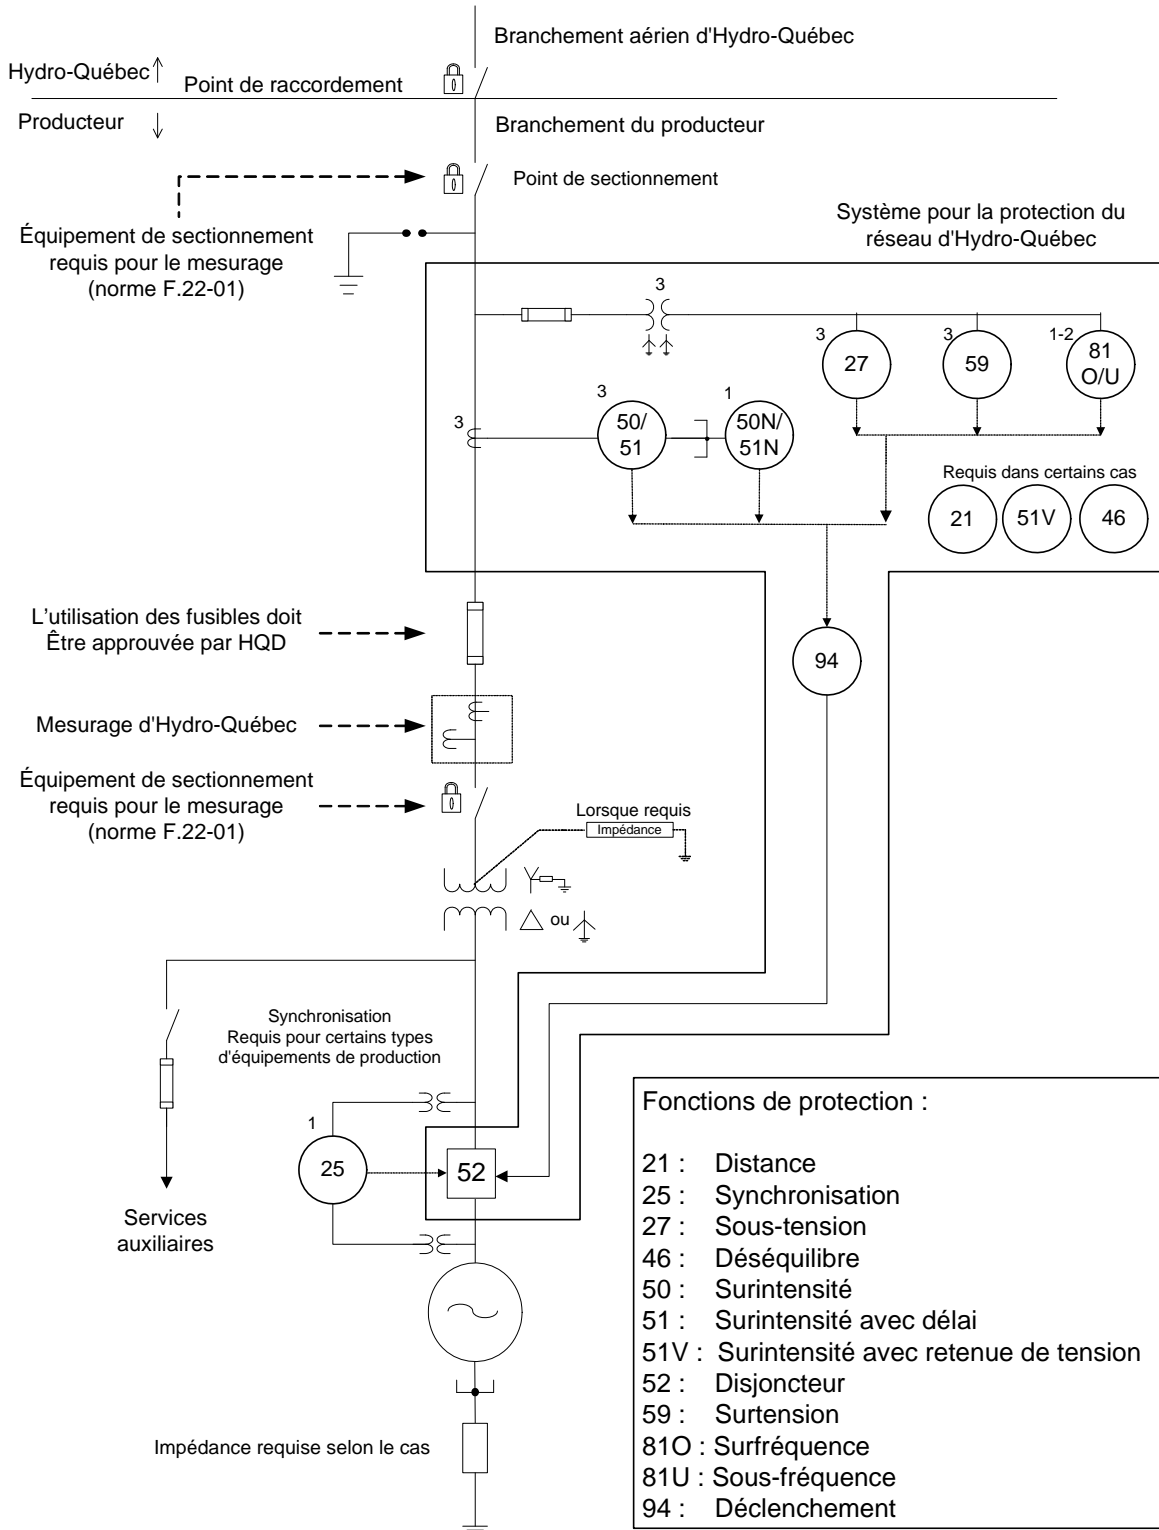 Branchement aérien d'Hydro-Québec
Hydro-Québec
Point de raccordement
Producteur
Branchement du producteur
Point de sectionnement
Équipement de sectionnement
requis pour le mesurage
(norme F.22-01)
Système pour la protection du
réseau d'Hydro-Québec
3
3
27
3
59
1-2
81
O/U
3
3
50/
51
1
50N/
51N
Requis dans certains cas
21
51V
46
L'utilisation des fusibles doit
Être approuvée par HQD
94
Mesurage d'Hydro-Québec
Équipement de sectionnement
requis pour le mesurage
(norme F.22-01)
Lorsque requis
Impédance
ou
Synchronisation
Requis pour certains types
d'équipements de production
1
25
52
Services
auxiliaires
Impédance requise selon le cas
Fonctions de protection :
21 : Distance
25 : Synchronisation
27 : Sous-tension
46 : Déséquilibre
50 : Surintensité
51 : Surintensité avec délai
51V : Surintensité avec retenue de tension
52 : Disjoncteur
59 : Surtension
81O : Surfréquence
81U : Sous-fréquence
94 : Déclenchement